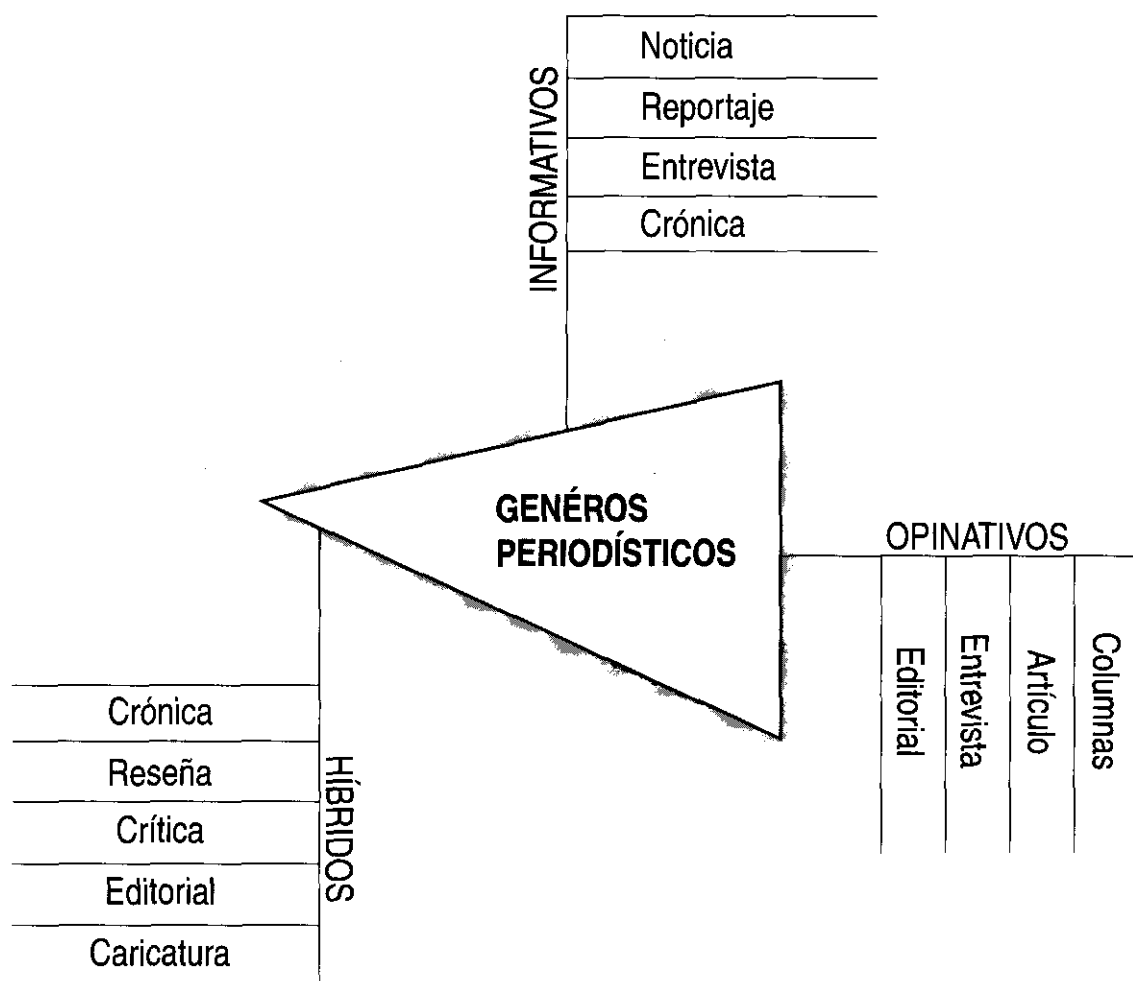 INFORMATIVOS
Noticia
Reportaje
Entrevista
Crónica
GENÉROS
PERIODÍSTICOS
OPINATIVOS
Editorial
Entrevista
Artículo
Columnas
HÍBRIDOS
Crónica
Reseña
Crítica
Editorial
Caricatura